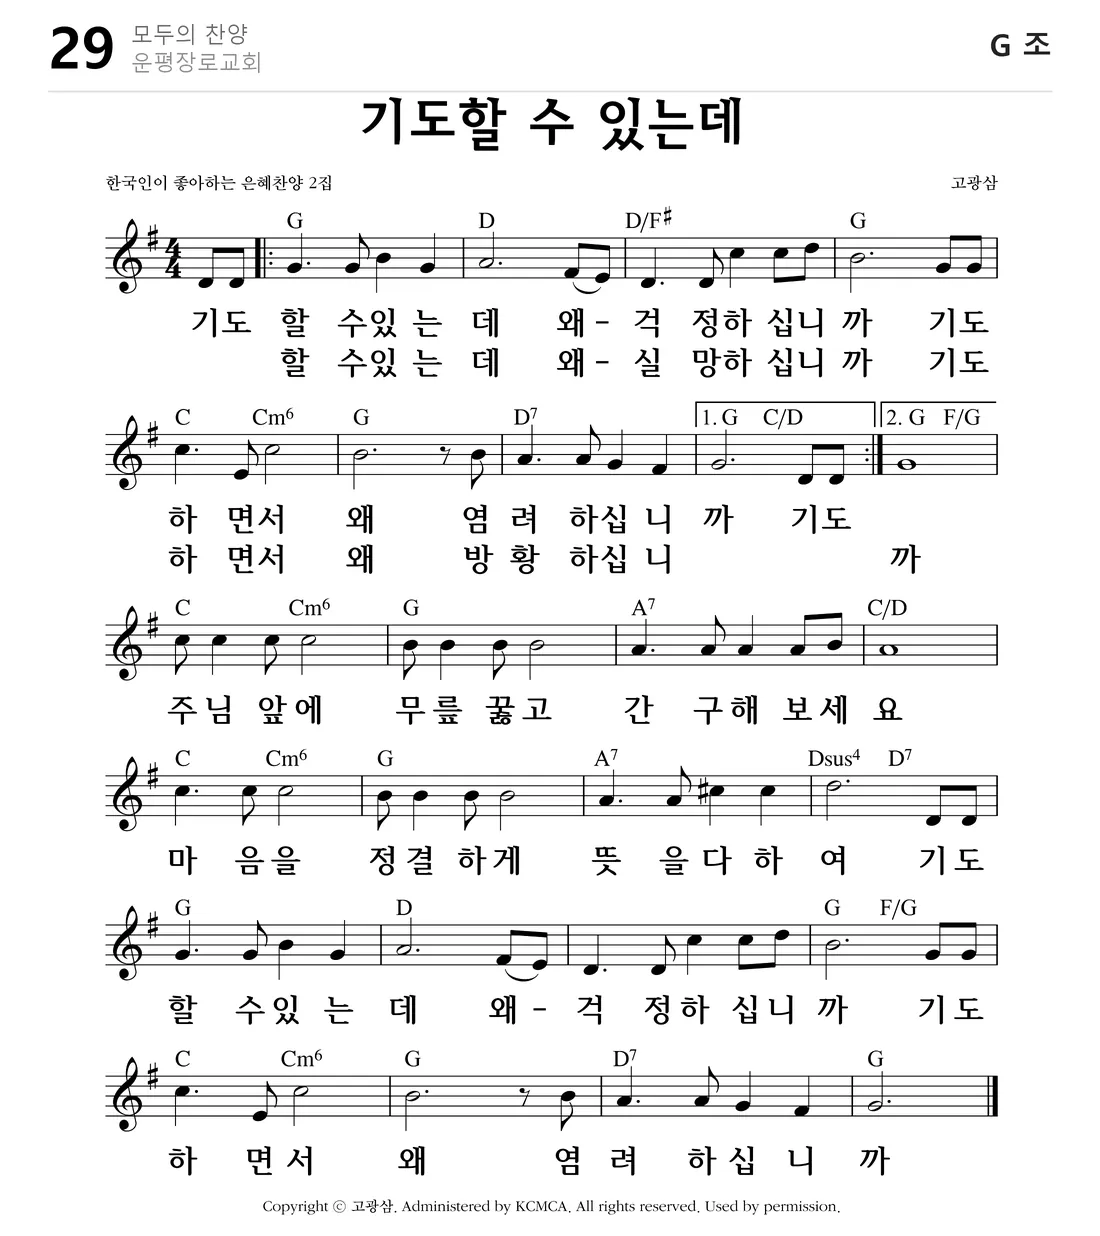 29 모두의 찬양 G 조
운평장로교회
기도할 수 있는데
한국인이 좋아하는 은혜찬양 2집 고광삼
G D D/F♯ G
기도 할 수있 는 데 왜 - 걱 정하 십니 까 기도
할 수있 는 데 왜 - 실 망하 십니 까 기도
C Cm6 G D7 1. G C/D 2. G F/G
하 면서 왜 염 려 하십 니 까 기도
하 면서 왜 방 황 하십 니 까
C Cm6 G A7 C/D
주 님 앞 에 무 릎 꿇 고 간 구 해 보 세 요
C Cm6 G A7 Dsus4 D7
마 음 을 정 결 하 게 뜻 을 다 하 여 기 도
G D G F/G
할 수 있 는 데 왜 - 걱 정 하 십 니 까 기 도
C Cm6 G D7 G
하 면 서 왜 염 려 하 십 니 까
Copyright ⓒ 고광삼. Administered by KCMCA. All rights reserved. Used by permission.